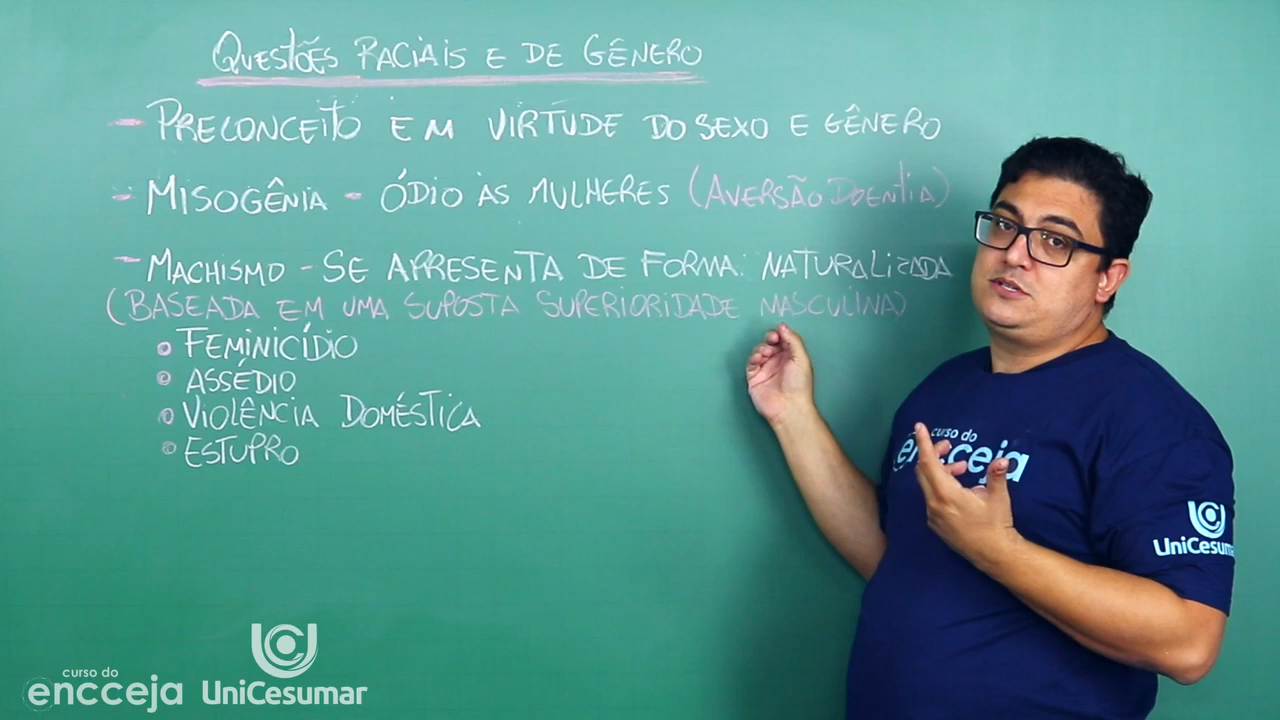 QUESTÕES RACIAIS E DE GÊNERO
- PRECONCEITO EM VIRTUDE DO SEXO E GÊNERO
- MISOGÊNIA - ÓDIO ÀS MULHERES (AVERSÃO DOENTIA)
- MACHISMO - SE APRESENTA DE FORMA: NATURALIZADA
(BASEADA EM UMA SUPOSTA SUPERIORIDADE MASCULINA)
• FEMINICÍDIO
• ASSÉDIO
• VIOLÊNCIA DOMÉSTICA
• ESTUPRO
curso do
encceja
UniCesumar
curso do
encceja UniCesumar